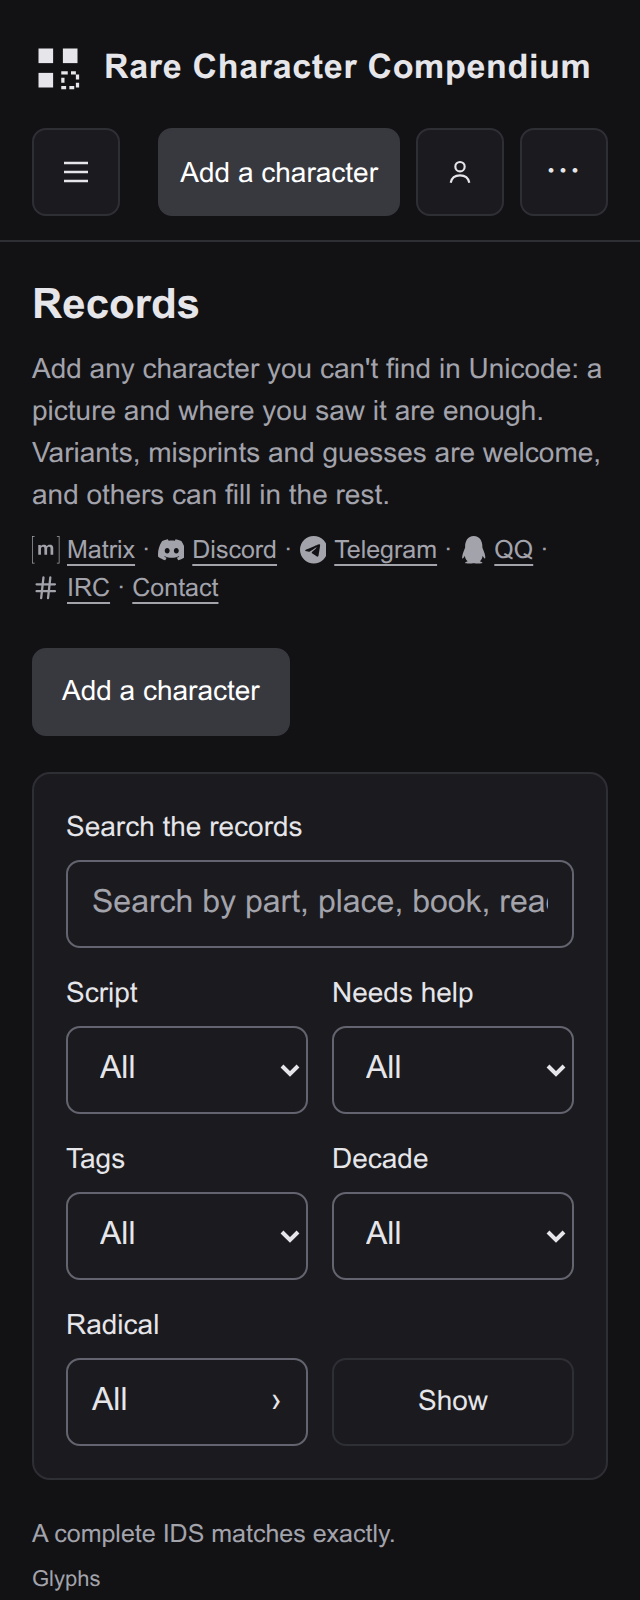 Rare Character Compendium
Add a character
Records
Add any character you can't find in Unicode: a
picture and where you saw it are enough.
Variants, misprints and guesses are welcome,
and others can fill in the rest.
[m] Matrix · Discord · Telegram · QQ ·
# IRC · Contact
Add a character
Search the records
Search by part, place, book, rea
Script Needs help
All All
Tags Decade
All All
Radical
All › Show
A complete IDS matches exactly.
Glyphs